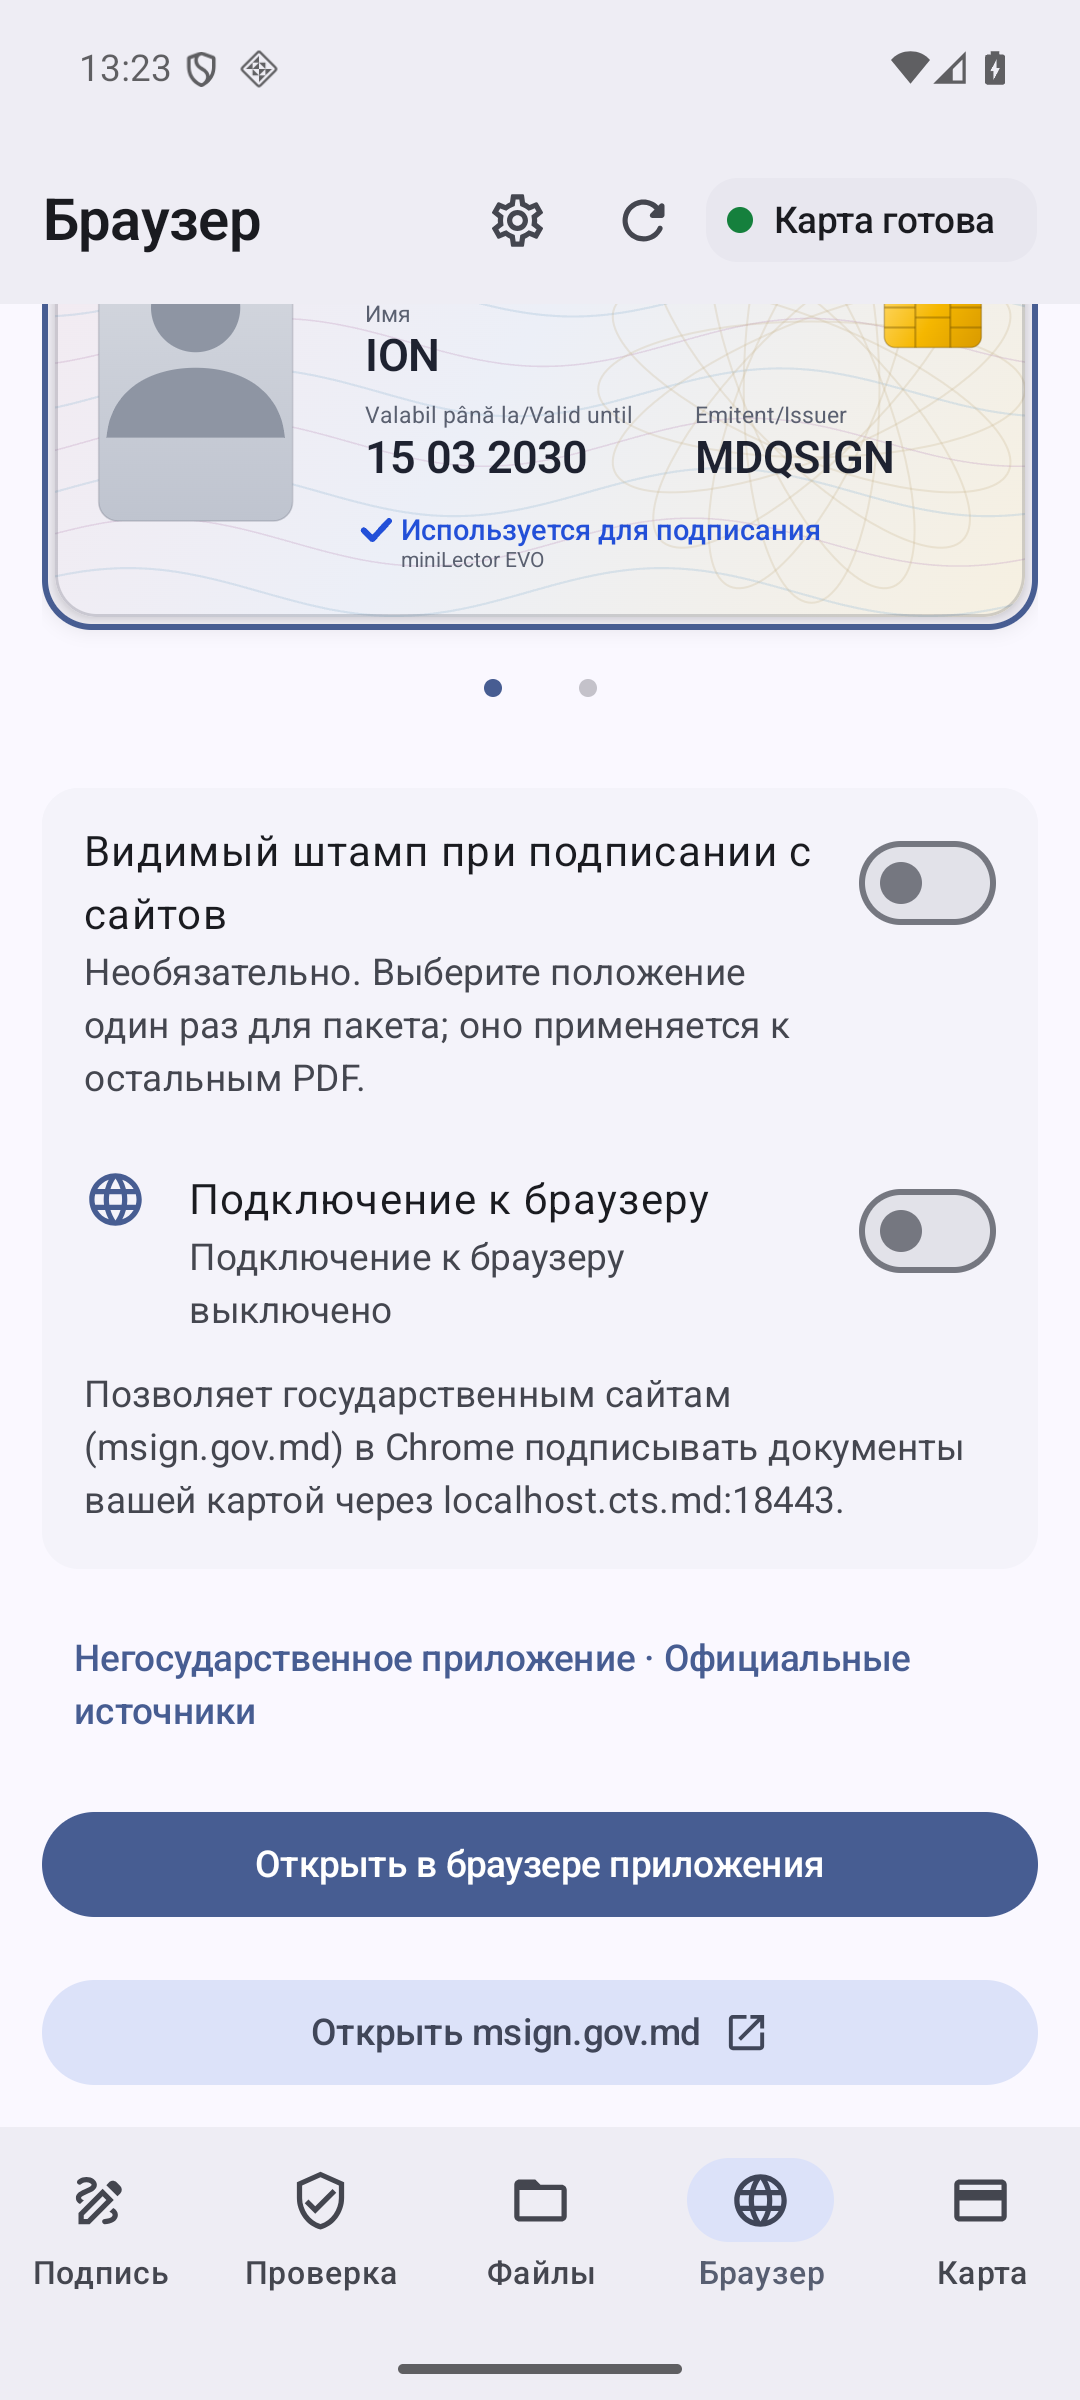 13:23
Браузер
Карта готова
Имя
ION
Valabil până la/Valid until
Emitent/Issuer
15 03 2030
MDQSIGN
Используется для подписания
miniLector EVO
Видимый штамп при подписании с
сайтов
Необязательно. Выберите положение
один раз для пакета; оно применяется к
остальным PDF.
Подключение к браузеру
Подключение к браузеру
выключено
Позволяет государственным сайтам
(msign.gov.md) в Chrome подписывать документы
вашей картой через localhost.cts.md:18443.
Негосударственное приложение · Официальные
источники
Открыть в браузере приложения
Открыть msign.gov.md
Подпись
Проверка
Файлы
Браузер
Карта